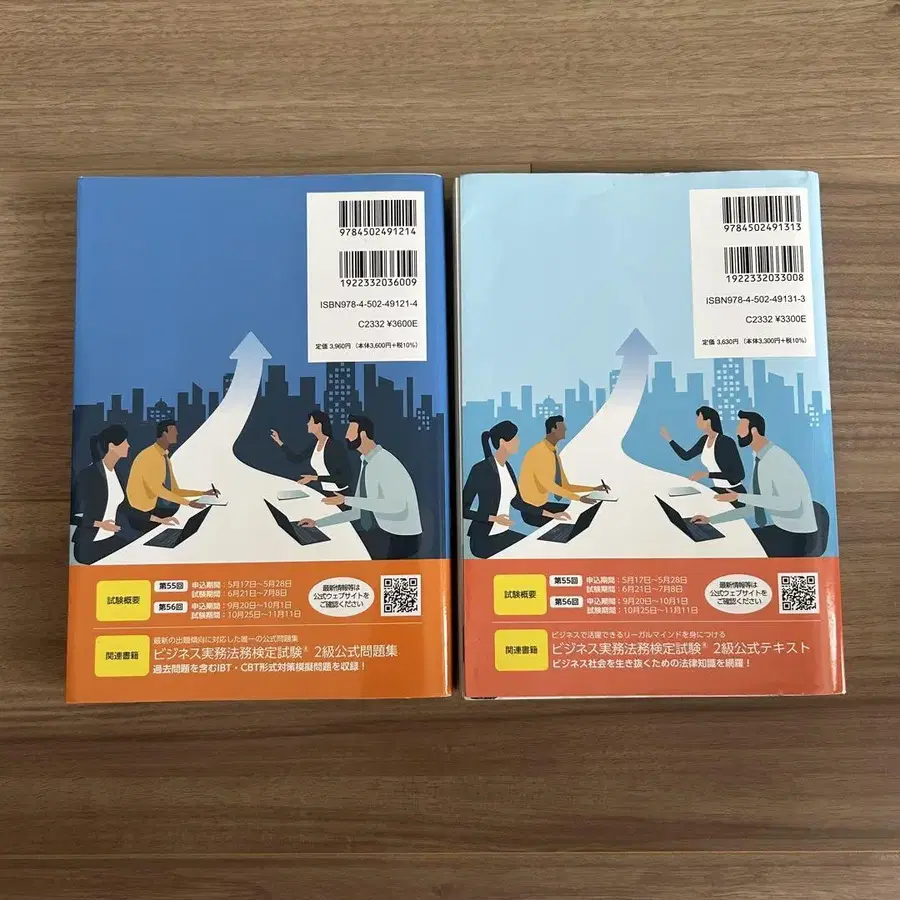 9784502491214
1922332036009
ISBN978-4-502-49121-4
C2332 ¥3600E
定価 3,960円 (本体3,600円+税10%)
試験概要
第55回
申込期間:5月17日~5月28日
試験期間:6月21日~7月8日
第56回
申込期間:9月20日~10月1日
試験期間:10月25日~11月11日
最新情報等は
公式ウェブサイトを
ご確認ください
関連書籍
最新の出題傾向に対応した唯一の公式問題集
ビジネス実務法務検定試験® 2級公式問題集
過去問題を含むIBT・CBT形式対策模擬問題を収録!
9784502491313
1922332033008
ISBN978-4-502-49131-3
C2332 ¥3300E
定価 3,630円 (本体3,300円+税10%)
試験概要
第55回
申込期間:5月17日~5月28日
試験期間:6月21日~7月8日
第56回
申込期間:9月20日~10月1日
試験期間:10月25日~11月11日
最新情報等は
公式ウェブサイトを
ご確認ください
関連書籍
ビジネスで活躍できるリーガルマインドを身につける
ビジネス実務法務検定試験® 2級公式テキスト
ビジネス社会を生き抜くための法律知識を網羅!